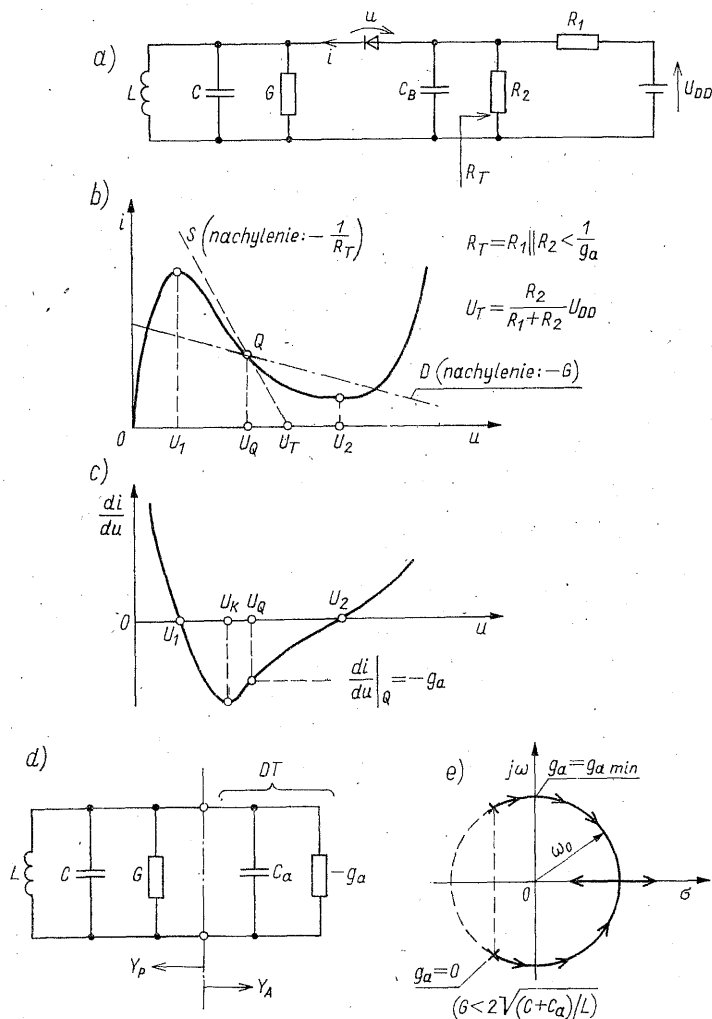 a)
L
C
G
i
u
C_B
R_2
R_1
U_DD
R_T
b)
i
S (nachylenie: - 1/R_T)
Q
D (nachylenie: -G)
R_T = R_1 || R_2 < 1/g_a
U_T = R_2/(R_1+R_2) U_DD
0
U_1
U_Q
U_T
U_2
u
c)
di/du
0
U_1
U_K
U_Q
U_2
u
di/du|_Q = -g_a
d)
DT
L
C
G
C_a
-g_a
Y_P
Y_A
e)
jω
g_a = g_a min
ω_0
0
σ
g_a = 0
(G < 2√((C+C_a)/L))